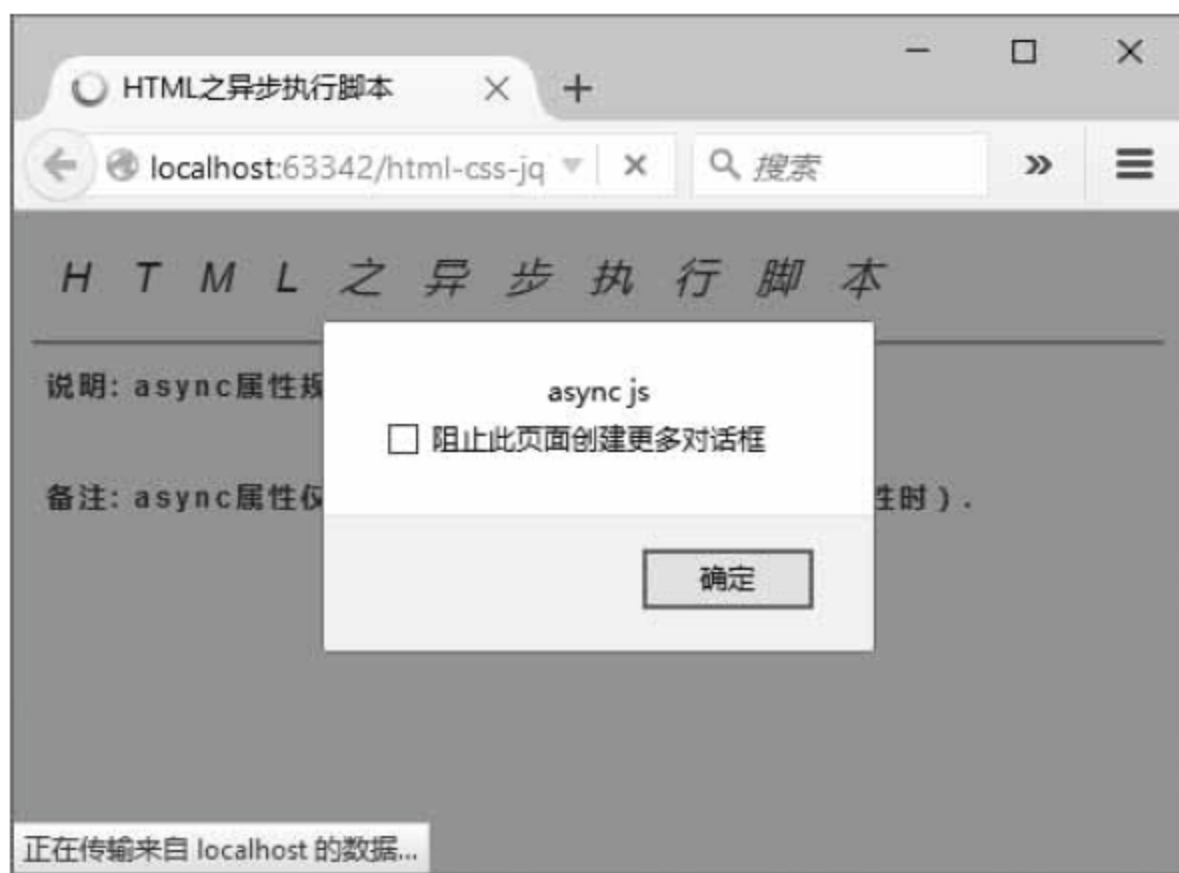 HTML之异步执行脚本
localhost:63342/html-css-jq
搜索
H T M L 之 异 步 执 行 脚 本
说明: async属性规
async js
阻止此页面创建更多对话框
备注: async属性仅
性时）.
确定
正在传输来自 localhost 的数据...